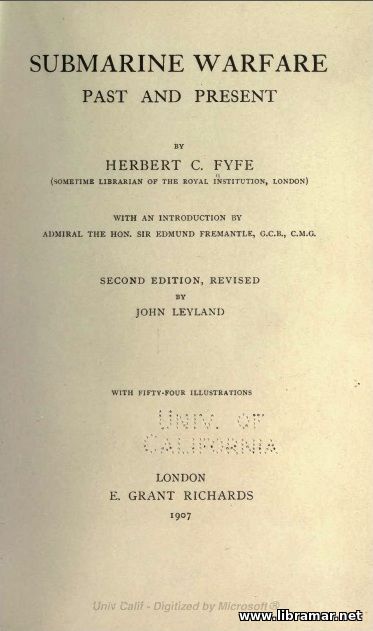 SUBMARINE WARFARE
PAST AND PRESENT
BY
HERBERT C. FYFE
(SOMETIME LIBRARIAN OF THE ROYAL INSTITUTION, LONDON)
WITH AN INTRODUCTION BY
ADMIRAL THE HON. SIR EDMUND FREMANTLE, G.C.B., C.M.G.
SECOND EDITION, REVISED
BY
JOHN LEYLAND
WITH FIFTY-FOUR ILLUSTRATIONS
UNIV. OF
CALIFORNIA
LONDON
E. GRANT RICHARDS
1907
Univ Calif - Digitized by Microsoft ®
www.libramar.net